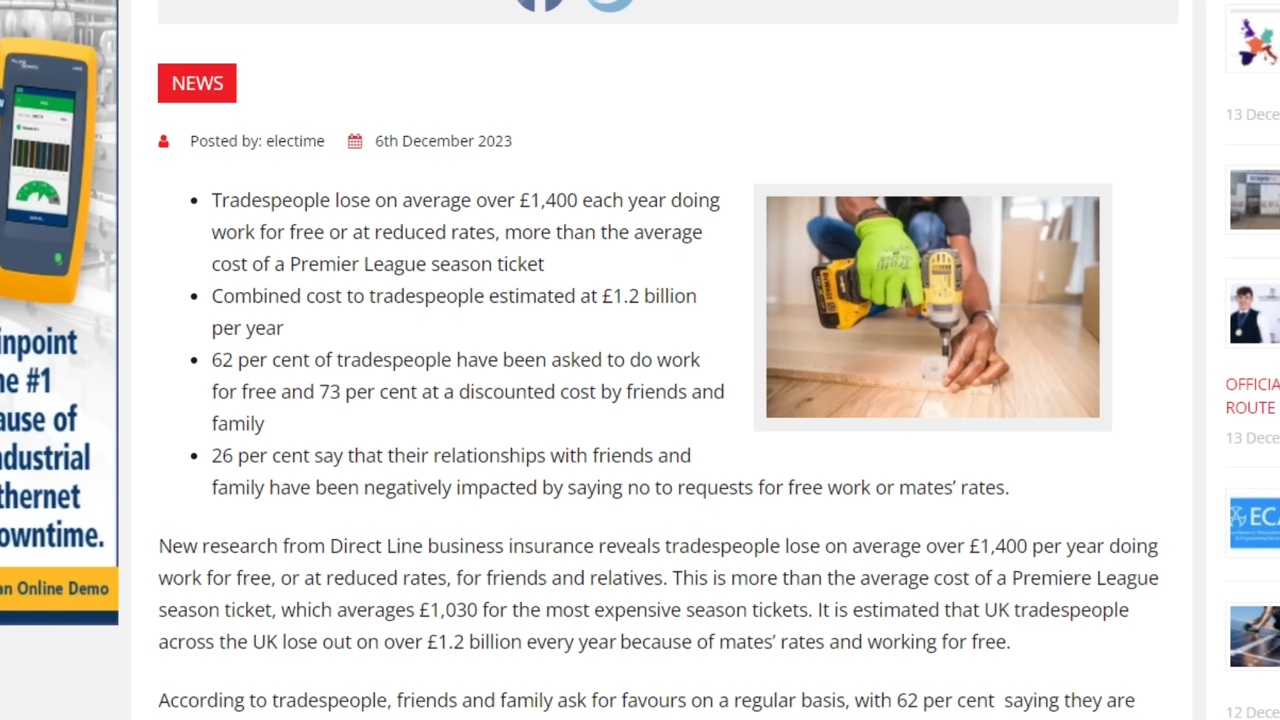 NEWS
Posted by: electime 6th December 2023
• Tradespeople lose on average over £1,400 each year doing
work for free or at reduced rates, more than the average
cost of a Premier League season ticket
• Combined cost to tradespeople estimated at £1.2 billion
per year
• 62 per cent of tradespeople have been asked to do work
for free and 73 per cent at a discounted cost by friends and
family
• 26 per cent say that their relationships with friends and
family have been negatively impacted by saying no to requests for free work or mates’ rates.
New research from Direct Line business insurance reveals tradespeople lose on average over £1,400 per year doing
work for free, or at reduced rates, for friends and relatives. This is more than the average cost of a Premiere League
season ticket, which averages £1,030 for the most expensive season tickets. It is estimated that UK tradespeople
across the UK lose out on over £1.2 billion every year because of mates’ rates and working for free.
According to tradespeople, friends and family ask for favours on a regular basis, with 62 per cent saying they are
inpoint
he #1
ause of
ndustrial
thernet
owntime.
an Online Demo
13 Dece
OFFICIA
ROUTE
13 Dece
ECA
12 Dece